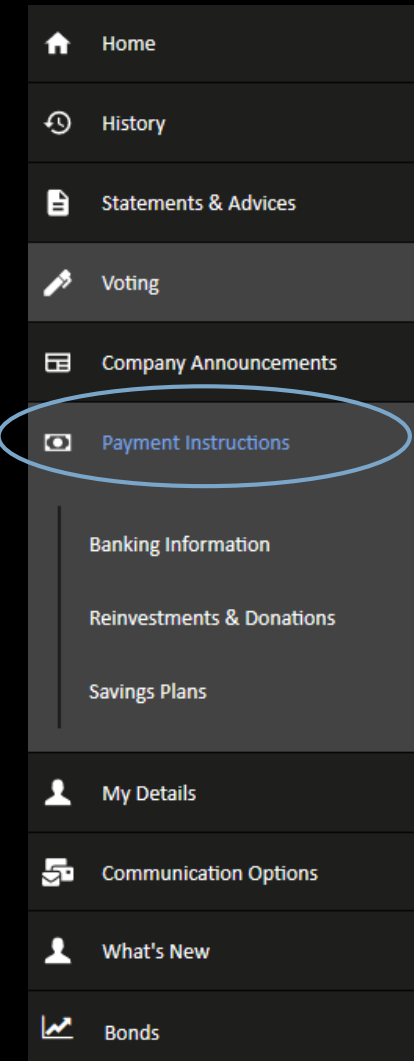 Home
History
Statements & Advices
Voting
Company Announcements
Payment Instructions
Banking Information
Reinvestments & Donations
Savings Plans
My Details
Communication Options
What's New
Bonds